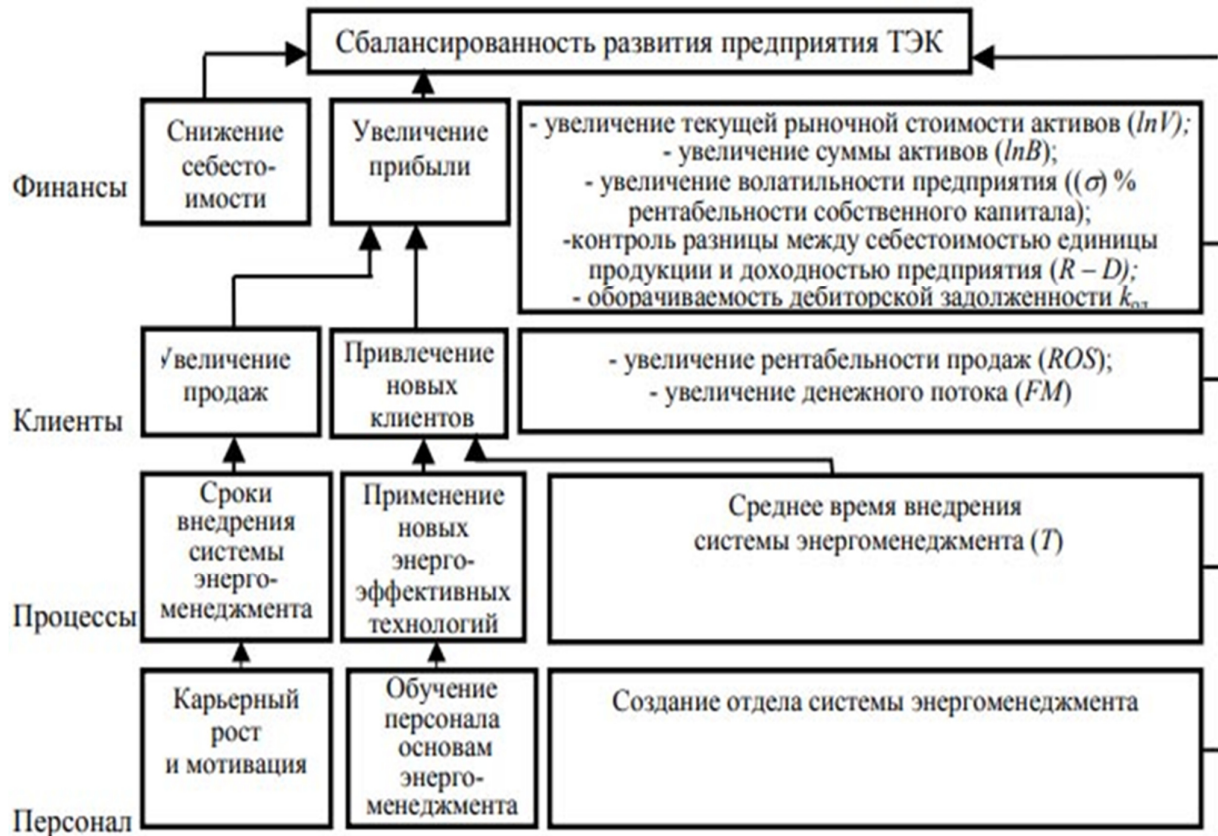 Сбалансированность развития предприятия ТЭК
Финансы
Снижение
себесто-
имости
Увеличение
прибыли
- увеличение текущей рыночной стоимости активов (lnV);
- увеличение суммы активов (lnB);
- увеличение волатильности предприятия ((σ) %
рентабельности собственного капитала);
-контроль разницы между себестоимостью единицы
продукции и доходностью предприятия (R – D);
- оборачиваемость дебиторской задолженности
Клиенты
Увеличение
продаж
Привлечение
новых
клиентов
- увеличение рентабельности продаж (ROS);
- увеличение денежного потока (FM)
Процессы
Сроки
внедрения
системы
энерго-
менеджмента
Применение
новых
энерго-
эффективных
технологий
Среднее время внедрения
системы энергоменеджмента (T)
Персонал
Карьерный
рост
и мотивация
Обучение
персонала
основам
энерго-
менеджмента
Создание отдела системы энергоменеджмента